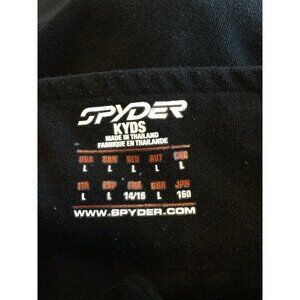 SPYDER
KYDS
MADE IN THAILAND
FABRIQUE EN THAILANDE
USA CAN DEU AUT CHE
L L L L L
ITA ESP FRA GBR JPN
L L 14/16 L 160
WWW.SPYDER.COM